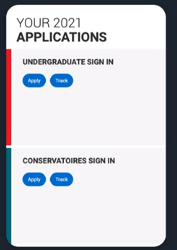 YOUR 2021
APPLICATIONS
UNDERGRADUATE SIGN IN
Apply Track
CONSERVATOIRES SIGN IN
Apply Track